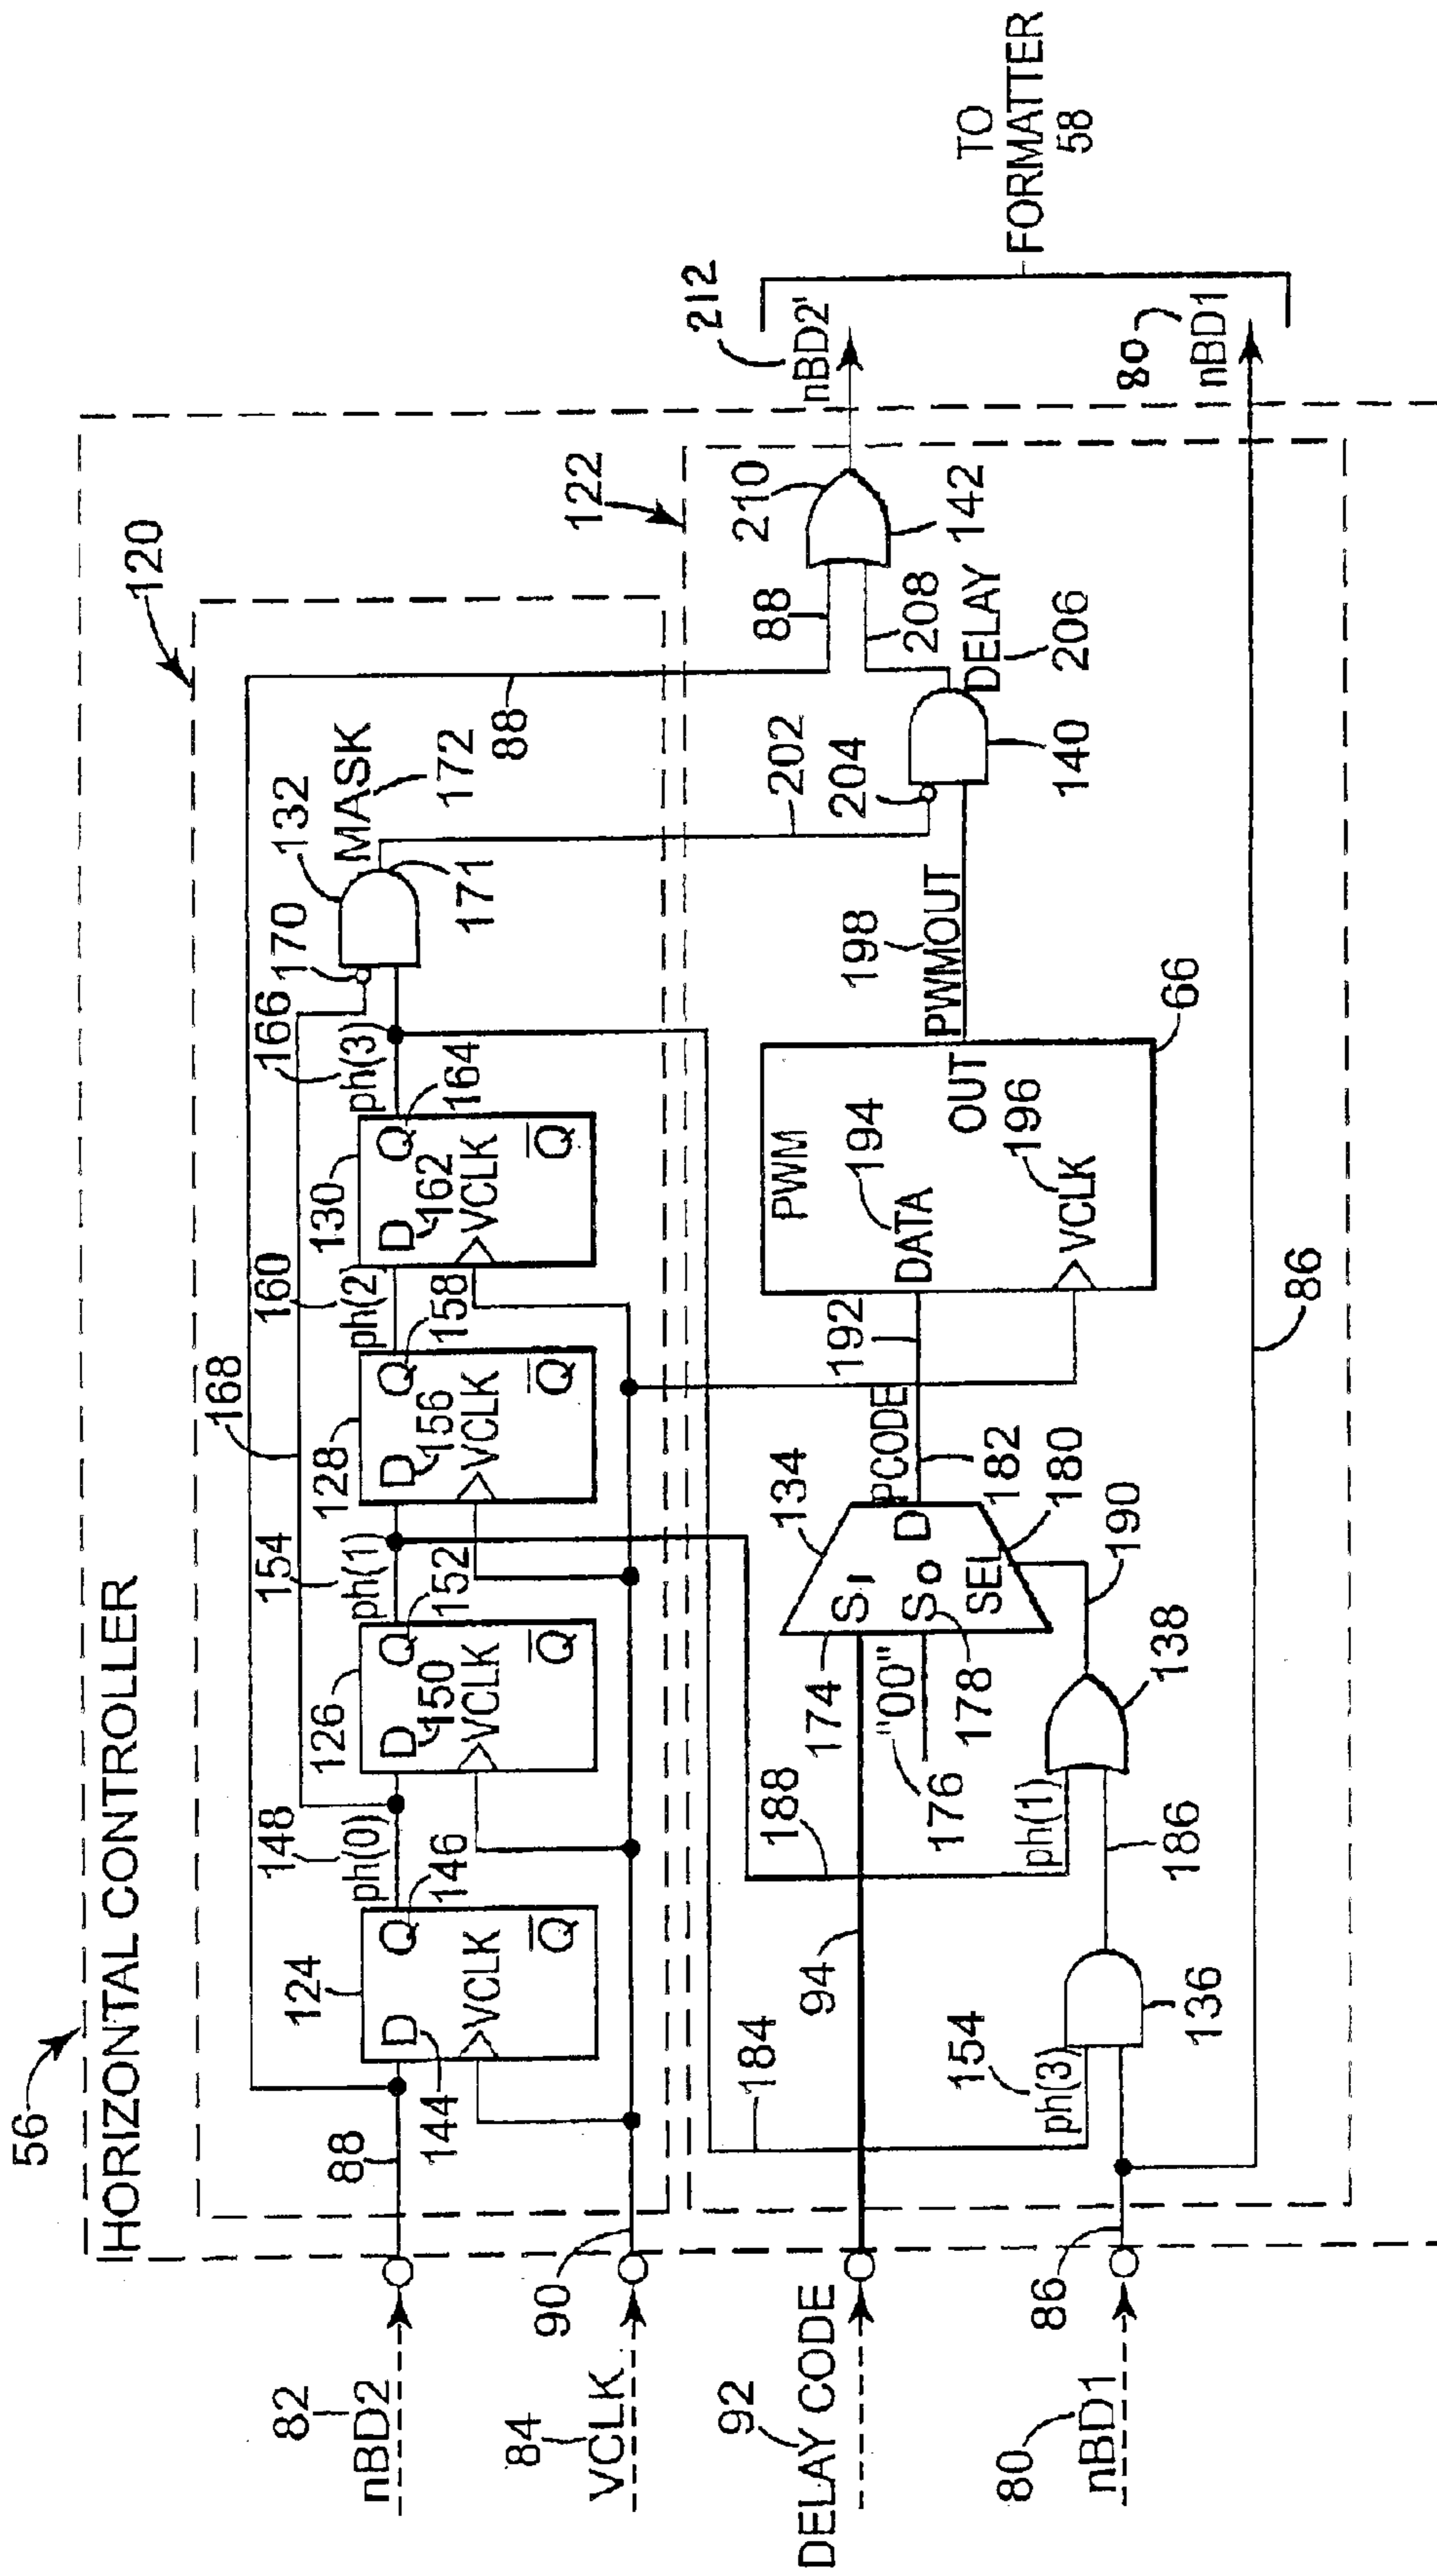 56
HORIZONTAL CONTROLLER
120
82
nBD2
88
144
D
124
Q
146
VCLK
Q
148
ph(0)
126
D
150
Q
152
VCLK
Q
154
ph(1)
168
128
D
156
Q
158
VCLK
Q
160
ph(2)
130
D
162
Q
164
VCLK
Q
166
ph(3)
170
132
171
MASK
172
88
84
VCLK
90
122
202
204
88
208
210
142
212
nBD2'
TO
FORMATTER
58
92
DELAY CODE
94
184
188
174
"00"
176
178
S1
S0
D
SEL
134
PCODE
182
180
190
192
PWM
194
DATA
OUT
196
VCLK
66
198
PWMOUT
140
DELAY
206
80
nBD1
86
154
ph(3)
136
186
ph(1)
138
86
80
nBD1